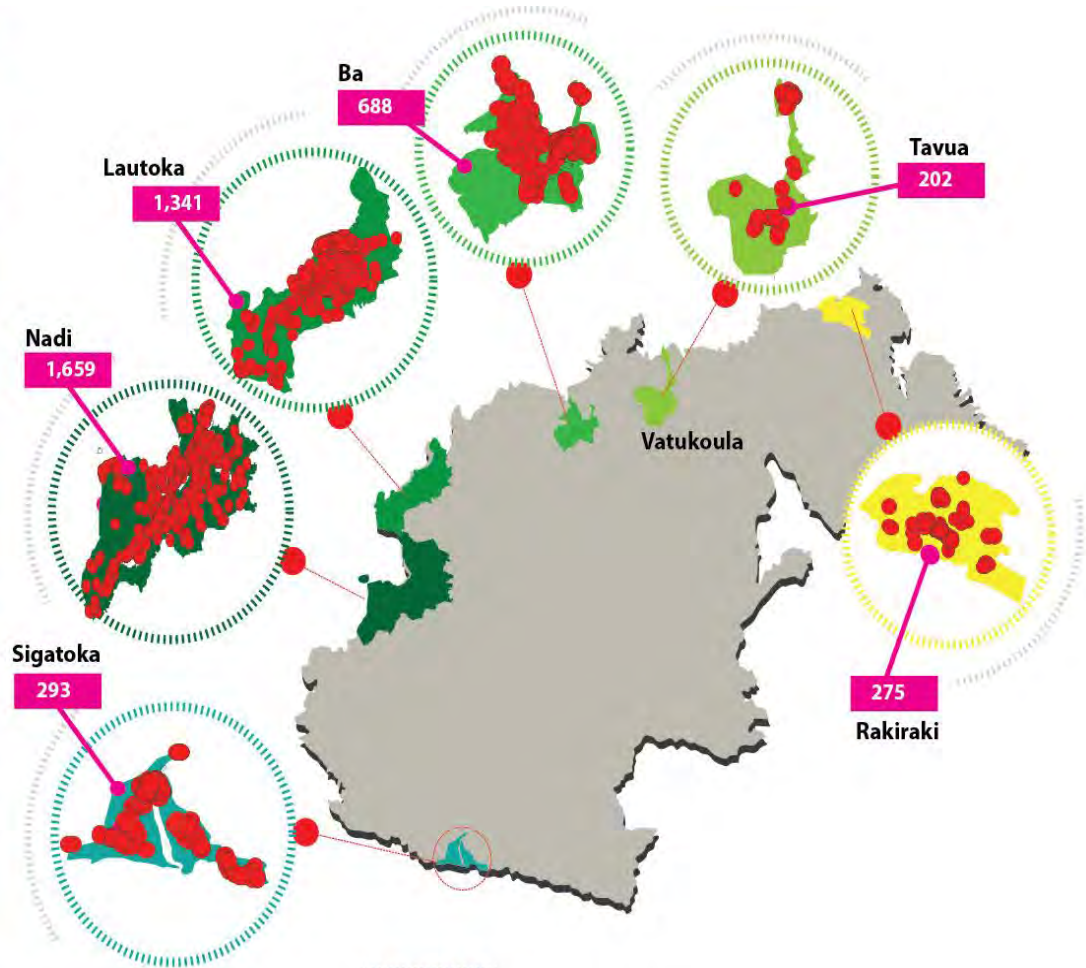 Ba
688
Tavua
202
Lautoka
1,341
Nadi
1,659
Vatukoula
Sigatoka
293
275
Rakiraki